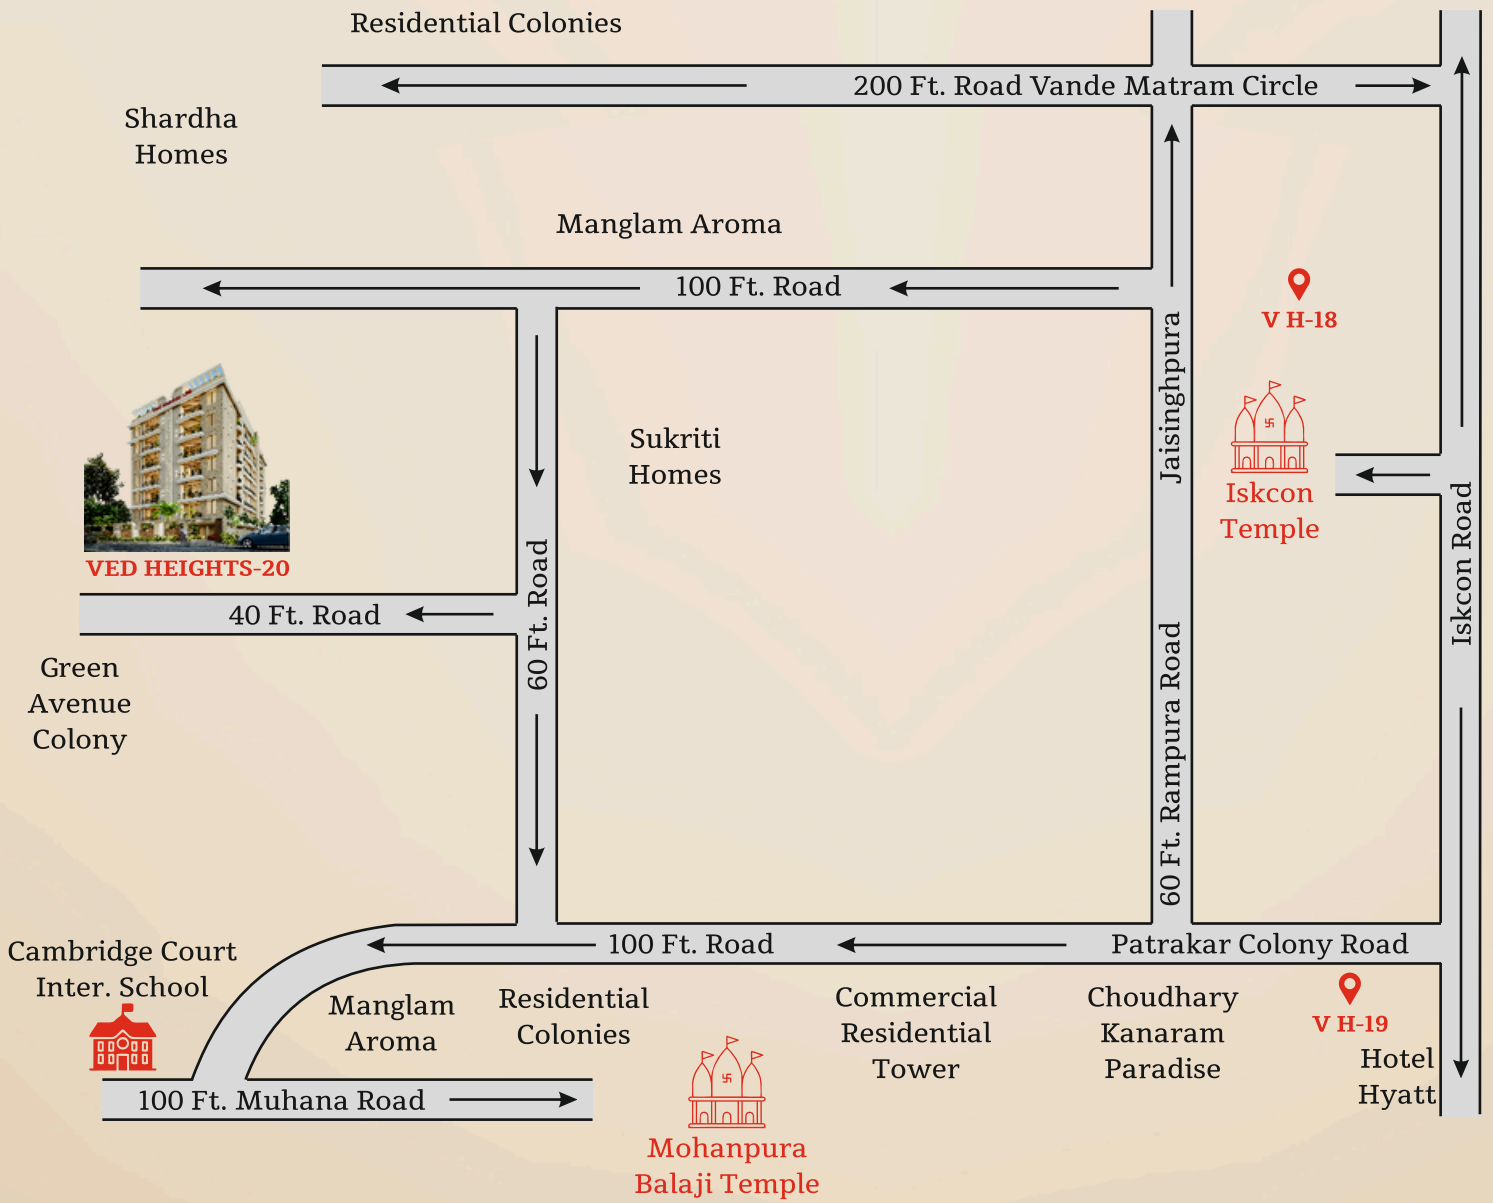 Residential Colonies
200 Ft. Road Vande Matram Circle
Shardha
Homes
Manglam Aroma
100 Ft. Road
V H-18
Jaisinghpura
Sukriti
Homes
Iskcon
Temple
Iskcon Road
VED HEIGHTS-20
40 Ft. Road
60 Ft. Road
60 Ft. Rampura Road
Green
Avenue
Colony
100 Ft. Road
Patrakar Colony Road
Cambridge Court
Inter. School
Manglam
Aroma
Residential
Colonies
Commercial
Residential
Tower
Choudhary
Kanaram
Paradise
V H-19
Hotel
Hyatt
100 Ft. Muhana Road
Mohanpura
Balaji Temple